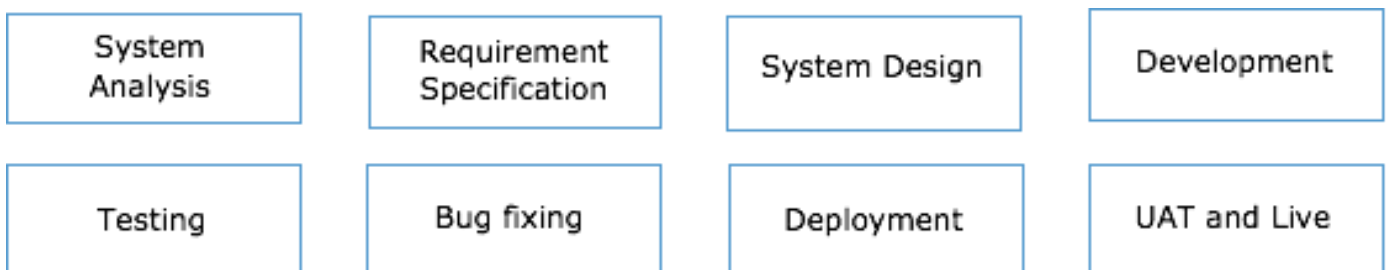 System
Analysis
Requirement
Specification
System Design
Development
Testing
Bug fixing
Deployment
UAT and Live